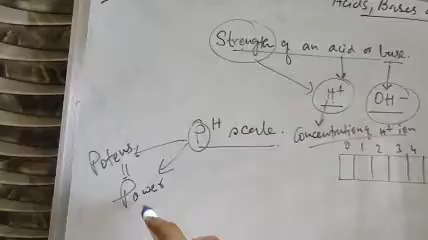 Acids, Bases
Strength of an acid or base.
H+
OH-
PH scale.
Concentration of H+ ion
0 1 2 3 4
Potenz
=
Power